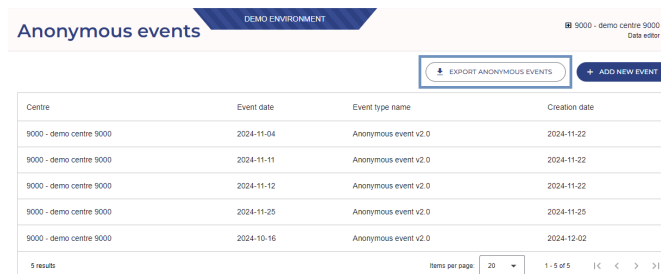 DEMO ENVIRONMENT
Anonymous events
9000 - demo centre 9000
Data editor
EXPORT ANONYMOUS EVENTS
+ ADD NEW EVENT
Centre Event date Event type name Creation date
9000 - demo centre 9000 2024-11-04 Anonymous event v2.0 2024-11-22
9000 - demo centre 9000 2024-11-11 Anonymous event v2.0 2024-11-22
9000 - demo centre 9000 2024-11-12 Anonymous event v2.0 2024-11-22
9000 - demo centre 9000 2024-11-25 Anonymous event v2.0 2024-11-25
9000 - demo centre 9000 2024-10-16 Anonymous event v2.0 2024-12-02
5 results Items per page: 20 1 - 5 of 5